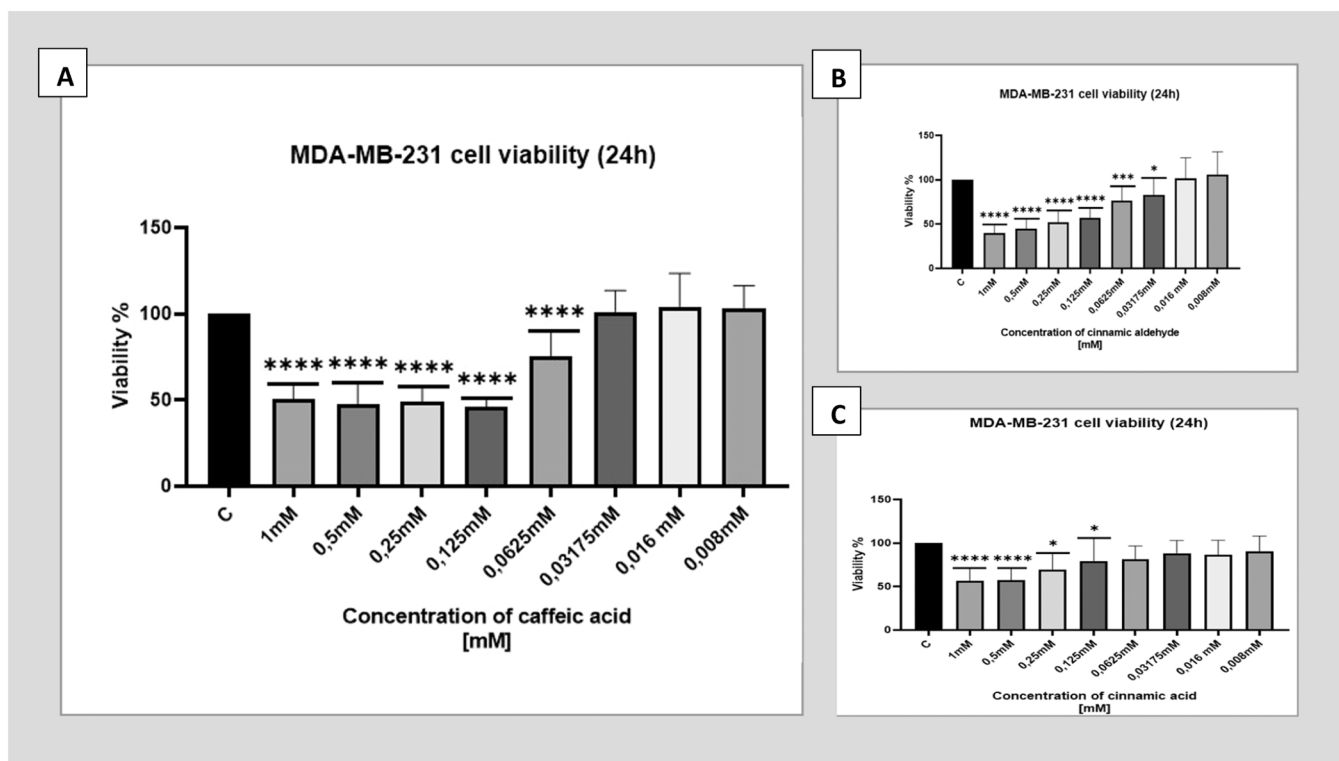 A
MDA-MB-231 cell viability (24h)
150
100
50
0
Viability %
**** **** **** **** ****
C 1mM 0,5mM 0,25mM 0,125mM 0,0625mM 0,03175mM 0,016 mM 0,008mM
Concentration of caffeic acid
[mM]
B
MDA-MB-231 cell viability (24h)
150
100
50
0
Viability %
**** **** **** **** *** *
C 1mM 0,5mM 0,25mM 0,125mM 0,0625mM 0,03175mM 0,016 mM 0,008mM
Concentration of cinnamic aldehyde
[mM]
C
MDA-MB-231 cell viability (24h)
150
100
50
0
Viability %
**** **** * *
C 1mM 0,5mM 0,25mM 0,125mM 0,0625mM 0,03175mM 0,016 mM 0,008mM
Concentration of cinnamic acid
[mM]